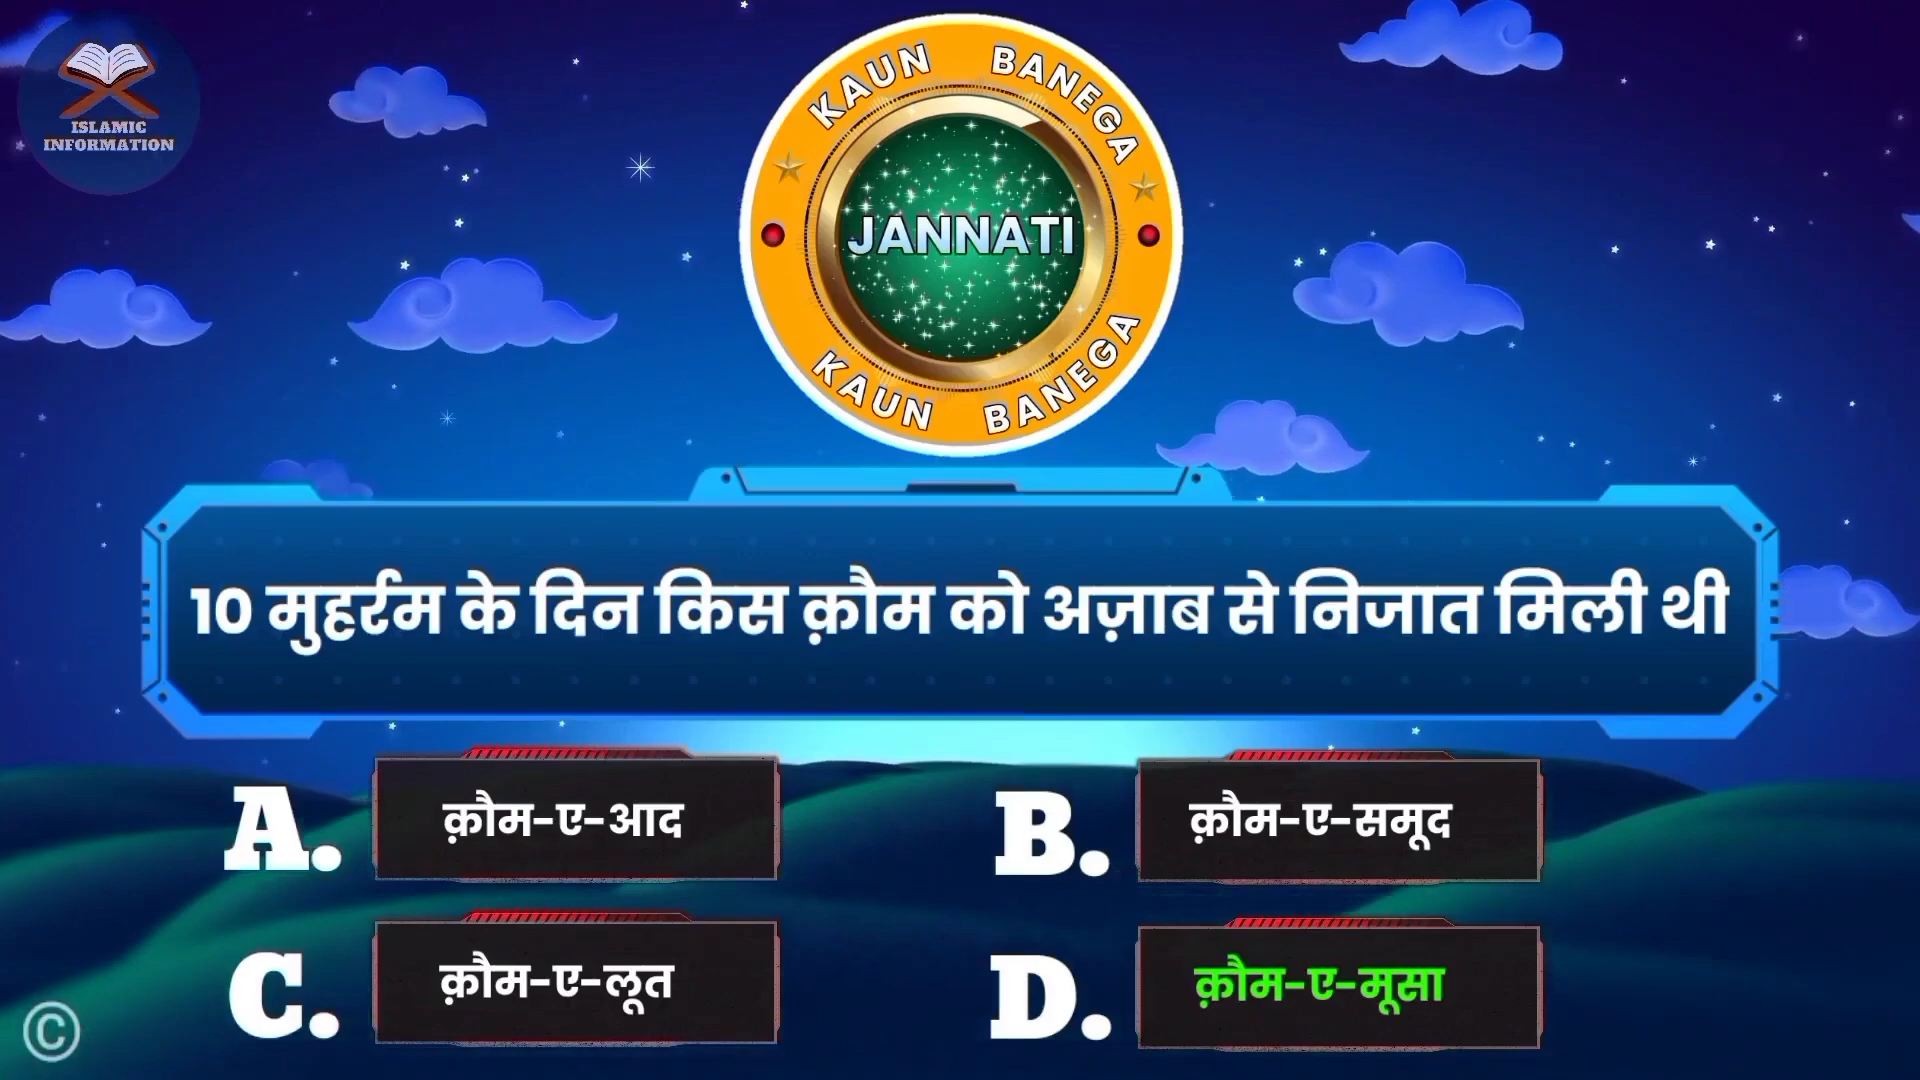 ISLAMIC
INFORMATION
KAUN BANEGA
JANNATI
KAUN BANEGA
10 मुहर्रम के दिन किस क़ौम को अज़ाब से निजात मिली थी
A. क़ौम-ए-आद
B. क़ौम-ए-समूद
C. क़ौम-ए-लूत
D. क़ौम-ए-मूसा
©